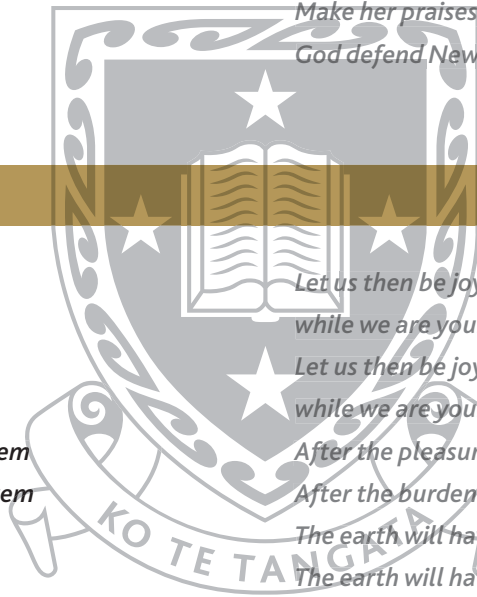 Make her praises
God defend New
Let us then be joy
while we are you
Let us then be joy
while we are you
em
After the pleasur
em
After the burden
The earth will ha
The earth will ha
KO TE TANGATA